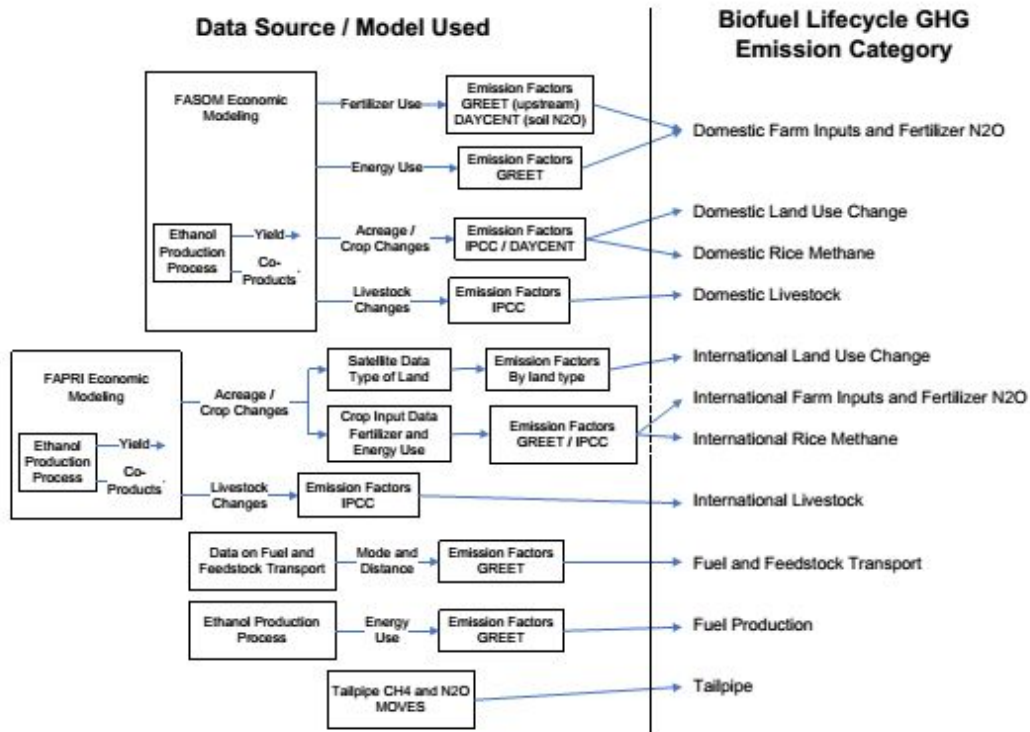 Data Source / Model Used
Biofuel Lifecycle GHG
Emission Category
FASOM Economic
Modeling
Fertilizer Use
Emission Factors
GREET (upstream)
DAYCENT (soil N2O)
Domestic Farm Inputs and Fertilizer N2O
Energy Use
Emission Factors
GREET
Ethanol
Production
Process
Yield
Co-
Products
Acreage /
Crop Changes
Emission Factors
IPCC / DAYCENT
Domestic Land Use Change
Domestic Rice Methane
Livestock
Changes
Emission Factors
IPCC
Domestic Livestock
FAPRI Economic
Modeling
Ethanol
Production
Process
Yield
Co-
Products
Acreage /
Crop Changes
Satellite Data
Type of Land
Emission Factors
By land type
International Land Use Change
Crop Input Data
Fertilizer and
Energy Use
Emission Factors
GREET / IPCC
International Farm Inputs and Fertilizer N2O
International Rice Methane
Livestock
Changes
Emission Factors
IPCC
International Livestock
Data on Fuel and
Feedstock Transport
Mode and
Distance
Emission Factors
GREET
Fuel and Feedstock Transport
Ethanol Production
Process
Energy
Use
Emission Factors
GREET
Fuel Production
Tailpipe CH4 and N2O
MOVES
Tailpipe